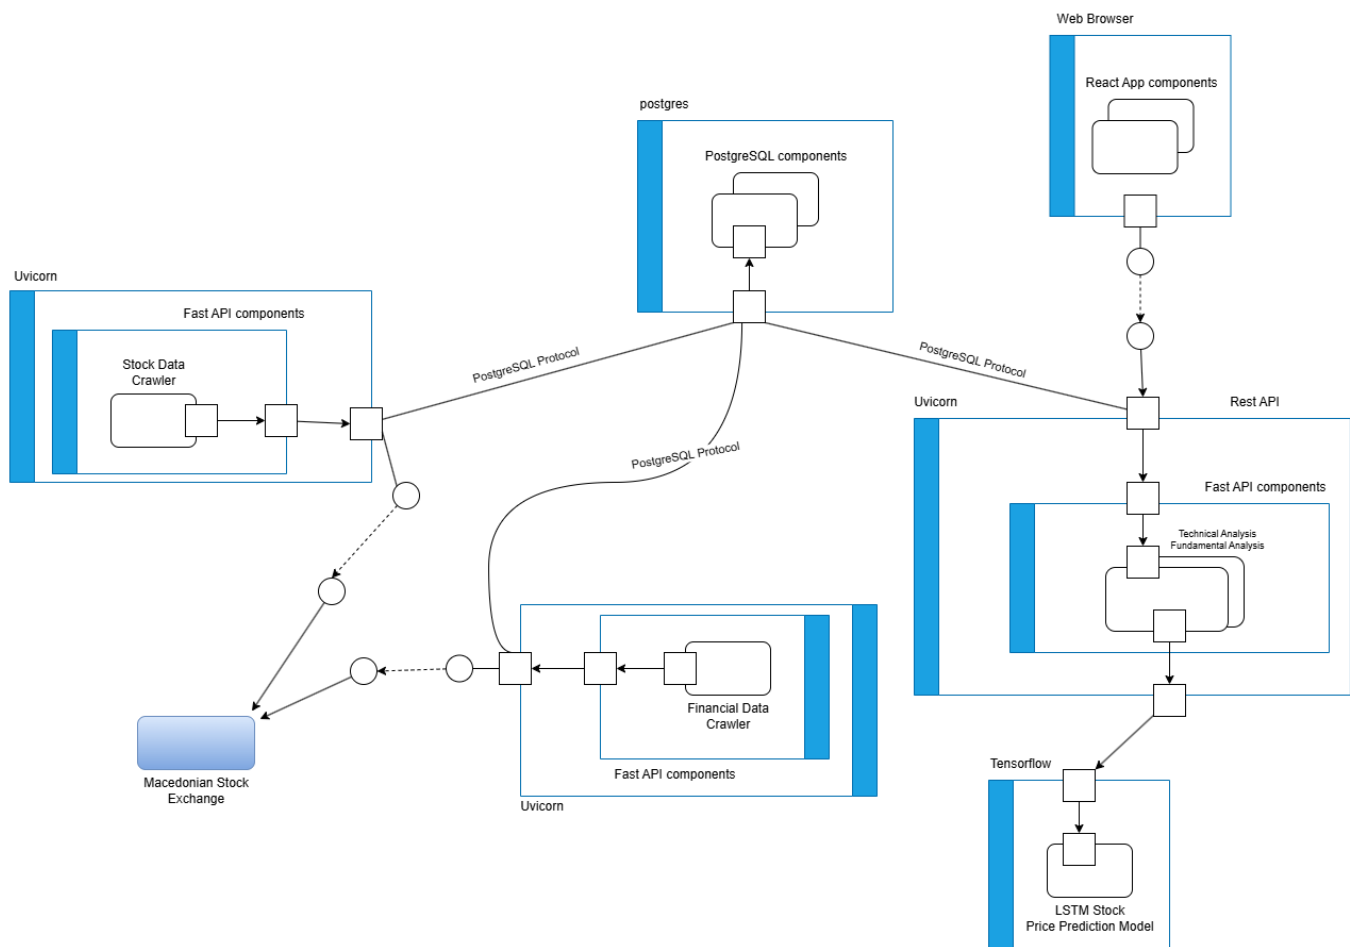 Web Browser
React App components
postgres
PostgreSQL components
Uvicorn
Fast API components
Stock Data
Crawler
PostgreSQL Protocol
PostgreSQL Protocol
PostgreSQL Protocol
Uvicorn
Rest API
Fast API components
Technical Analysis
Fundamental Analysis
Financial Data
Crawler
Fast API components
Uvicorn
Macedonian Stock
Exchange
Tensorflow
LSTM Stock
Price Prediction Model